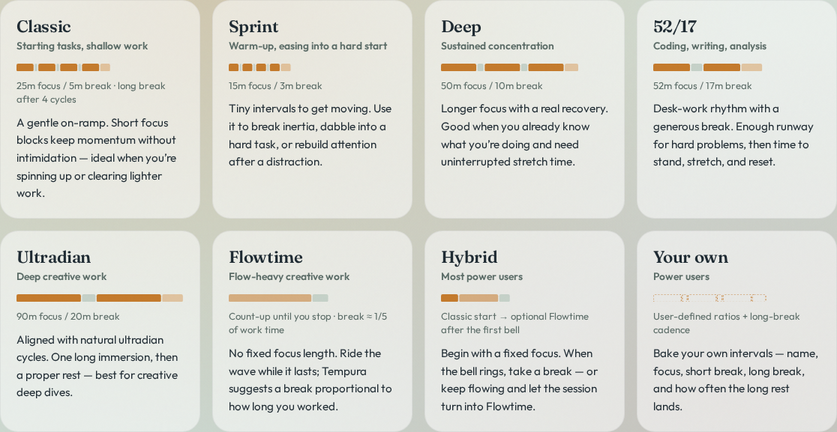 Classic
Starting tasks, shallow work
25m focus / 5m break · long break
after 4 cycles
A gentle on-ramp. Short focus
blocks keep momentum without
intimidation — ideal when you're
spinning up or clearing lighter
work.
Sprint
Warm-up, easing into a hard start
15m focus / 3m break
Tiny intervals to get moving. Use
it to break inertia, dabble into a
hard task, or rebuild attention
after a distraction.
Deep
Sustained concentration
50m focus / 10m break
Longer focus with a real recovery.
Good when you already know
what you're doing and need
uninterrupted stretch time.
52/17
Coding, writing, analysis
52m focus / 17m break
Desk-work rhythm with a
generous break. Enough runway
for hard problems, then time to
stand, stretch, and reset.
Ultradian
Deep creative work
90m focus / 20m break
Aligned with natural ultradian
cycles. One long immersion, then
a proper rest — best for creative
deep dives.
Flowtime
Flow-heavy creative work
Count-up until you stop · break ≈ 1/5
of work time
No fixed focus length. Ride the
wave while it lasts; Tempura
suggests a break proportional to
how long you worked.
Hybrid
Most power users
Classic start → optional Flowtime
after the first bell
Begin with a fixed focus. When
the bell rings, take a break — or
keep flowing and let the session
turn into Flowtime.
Your own
Power users
User-defined ratios + long-break
cadence
Bake your own intervals — name,
focus, short break, long break,
and how often the long rest
lands.